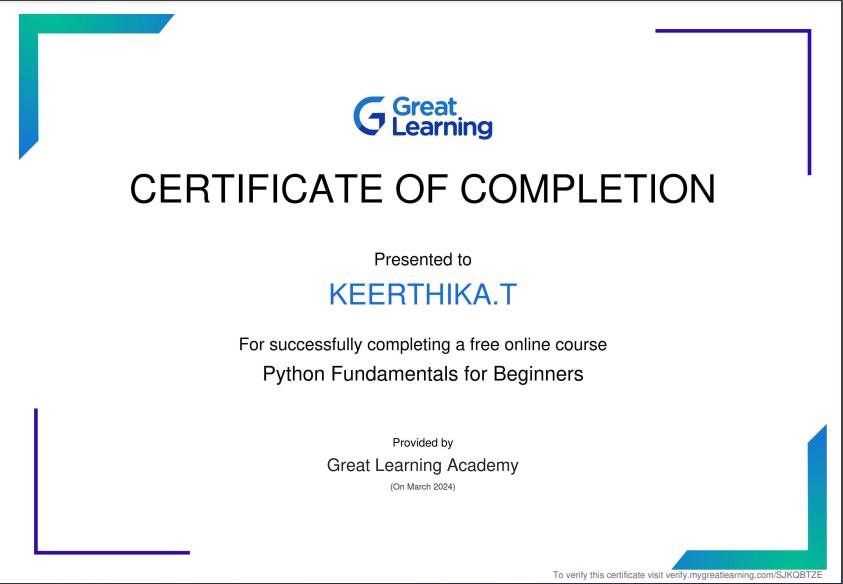 Great
Learning
CERTIFICATE OF COMPLETION
Presented to
KEERTHIKA.T
For successfully completing a free online course
Python Fundamentals for Beginners
Provided by
Great Learning Academy
(On March 2024)
To verify this certificate visit verify.mygreatlearning.com/SJKQBTZE